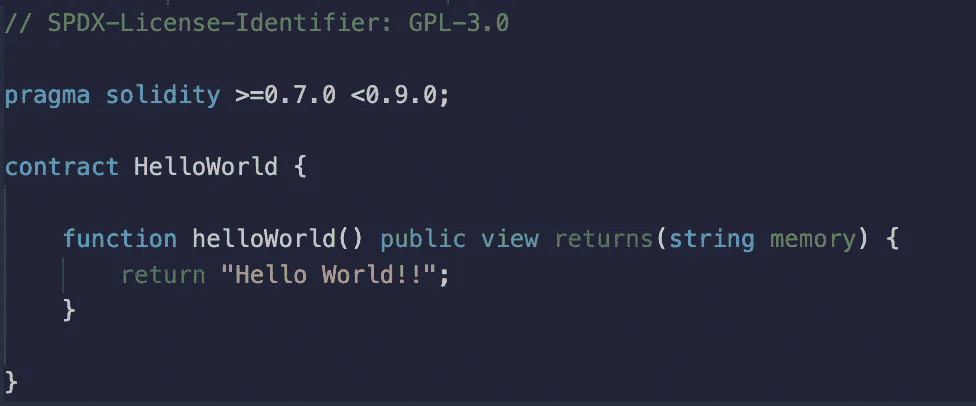 // SPDX-License-Identifier: GPL-3.0
pragma solidity >=0.7.0 <0.9.0;
contract HelloWorld {
function helloWorld() public view returns(string memory) {
return "Hello World!!";
}
}